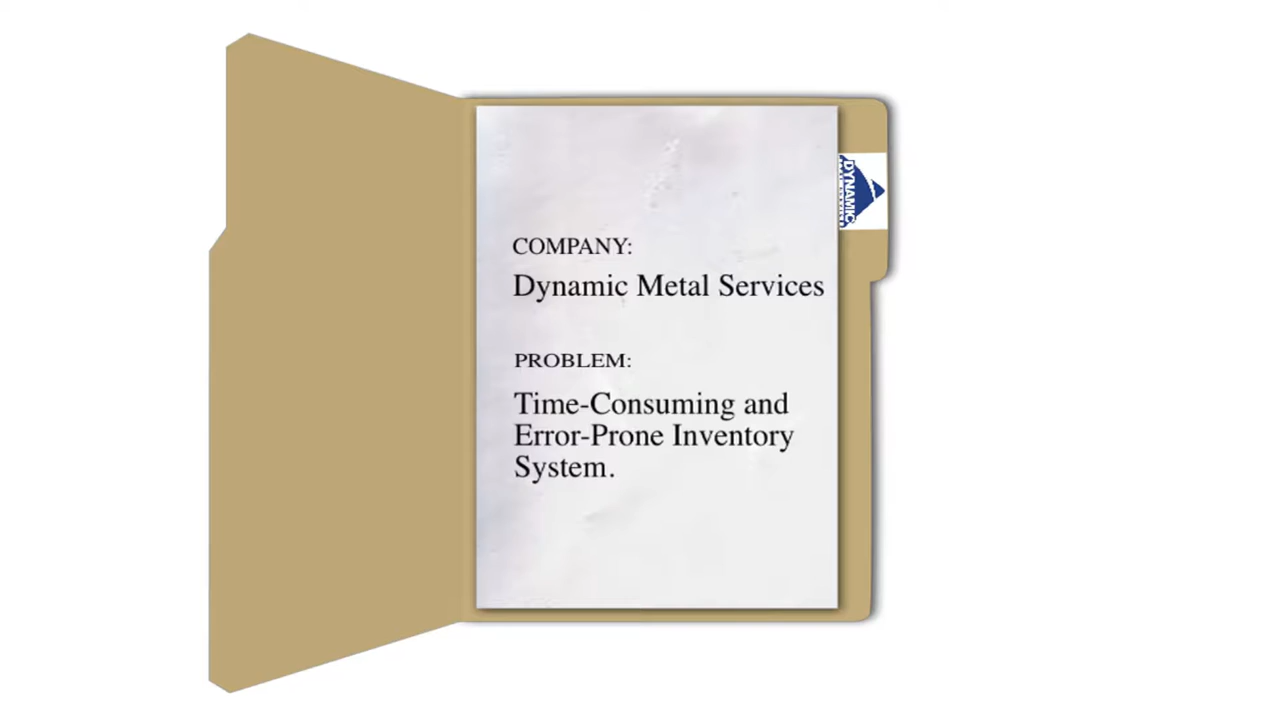 COMPANY:
Dynamic Metal Services
DYNAMIC
PROBLEM:
Time-Consuming and
Error-Prone Inventory
System.